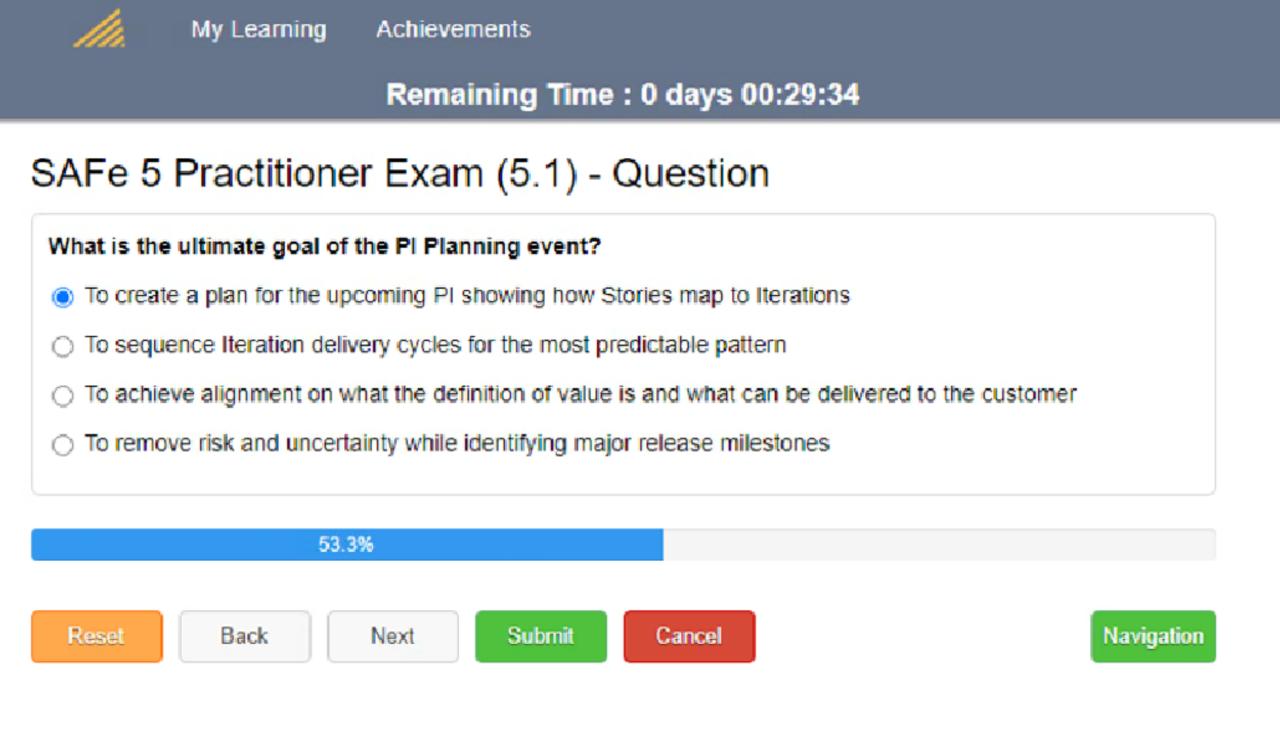 My Learning Achievements
Remaining Time : 0 days 00:29:34
SAFe 5 Practitioner Exam (5.1) - Question
What is the ultimate goal of the PI Planning event?
To create a plan for the upcoming PI showing how Stories map to Iterations
To sequence Iteration delivery cycles for the most predictable pattern
To achieve alignment on what the definition of value is and what can be delivered to the customer
To remove risk and uncertainty while identifying major release milestones
53.3%
Reset Back Next Submit Cancel Navigation